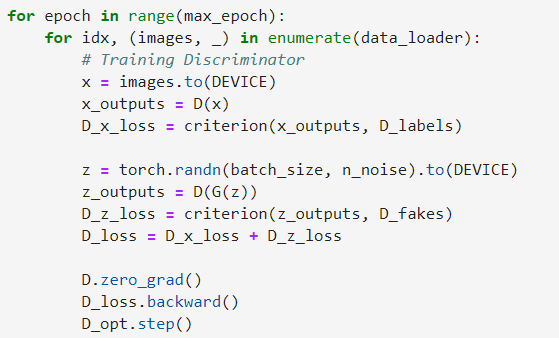 for epoch in range(max_epoch):
    for idx, (images, _) in enumerate(data_loader):
        # Training Discriminator
        x = images.to(DEVICE)
        x_outputs = D(x)
        D_x_loss = criterion(x_outputs, D_labels)

        z = torch.randn(batch_size, n_noise).to(DEVICE)
        z_outputs = D(G(z))
        D_z_loss = criterion(z_outputs, D_fakes)
        D_loss = D_x_loss + D_z_loss

        D.zero_grad()
        D_loss.backward()
        D_opt.step()